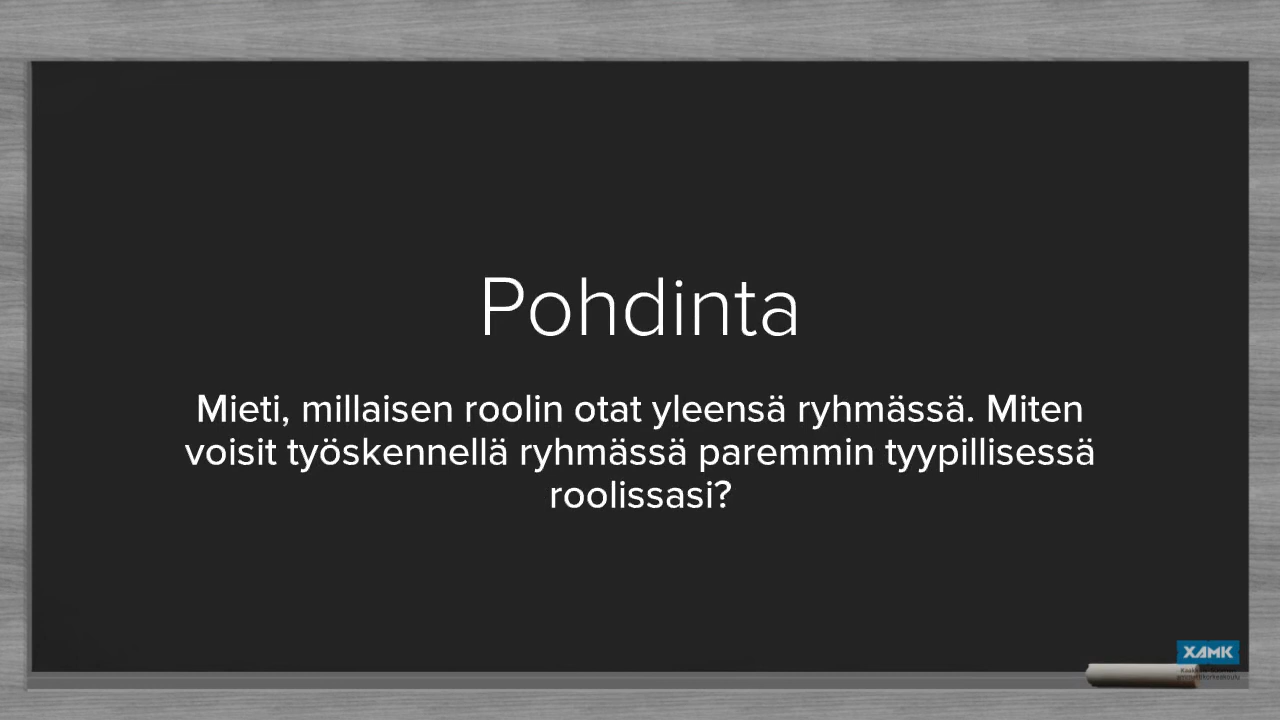 Pohdinta
Mieti, millaisen roolin otat yleensä ryhmässä. Miten
voisit työskennellä ryhmässä paremmin tyypillisessä
roolissasi?
XAMK